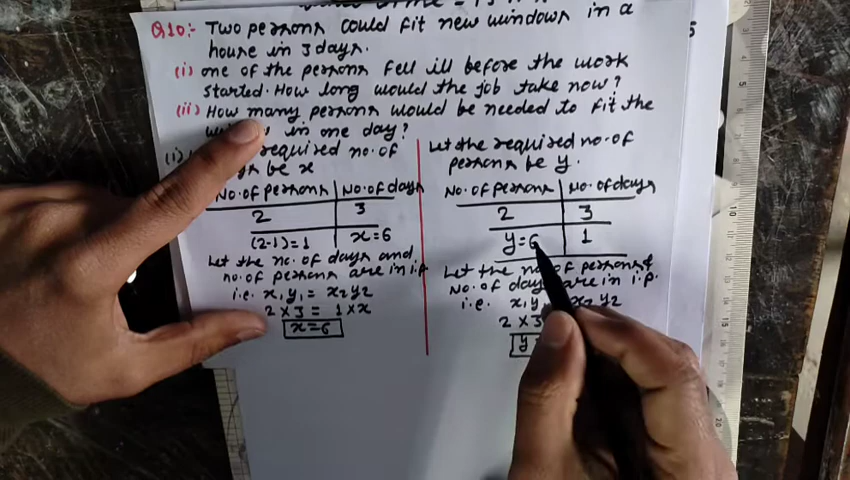 Q10:- Two persons could fit new windows in a
house in 3 days.
(i) one of the persons fell ill before the work
started. How long would the job take now?
(ii) How many persons would be needed to fit the
in one day?
(i) required no. of
be x
No. of persons No. of days
2 3
(2-1)=1 x=6
Let the no. of days and
no. of persons are in i.p
i.e. x₁y₁ = x₂y₂
2 × 3 = 1 × x
x=6
Let the required no. of
persons be y.
No. of persons No. of days
2 3
y=6 1
Let the no. of persons &
No. of days are in i.p.
i.e. x₁y₁ x₂ y₂
2 × 3
y
5